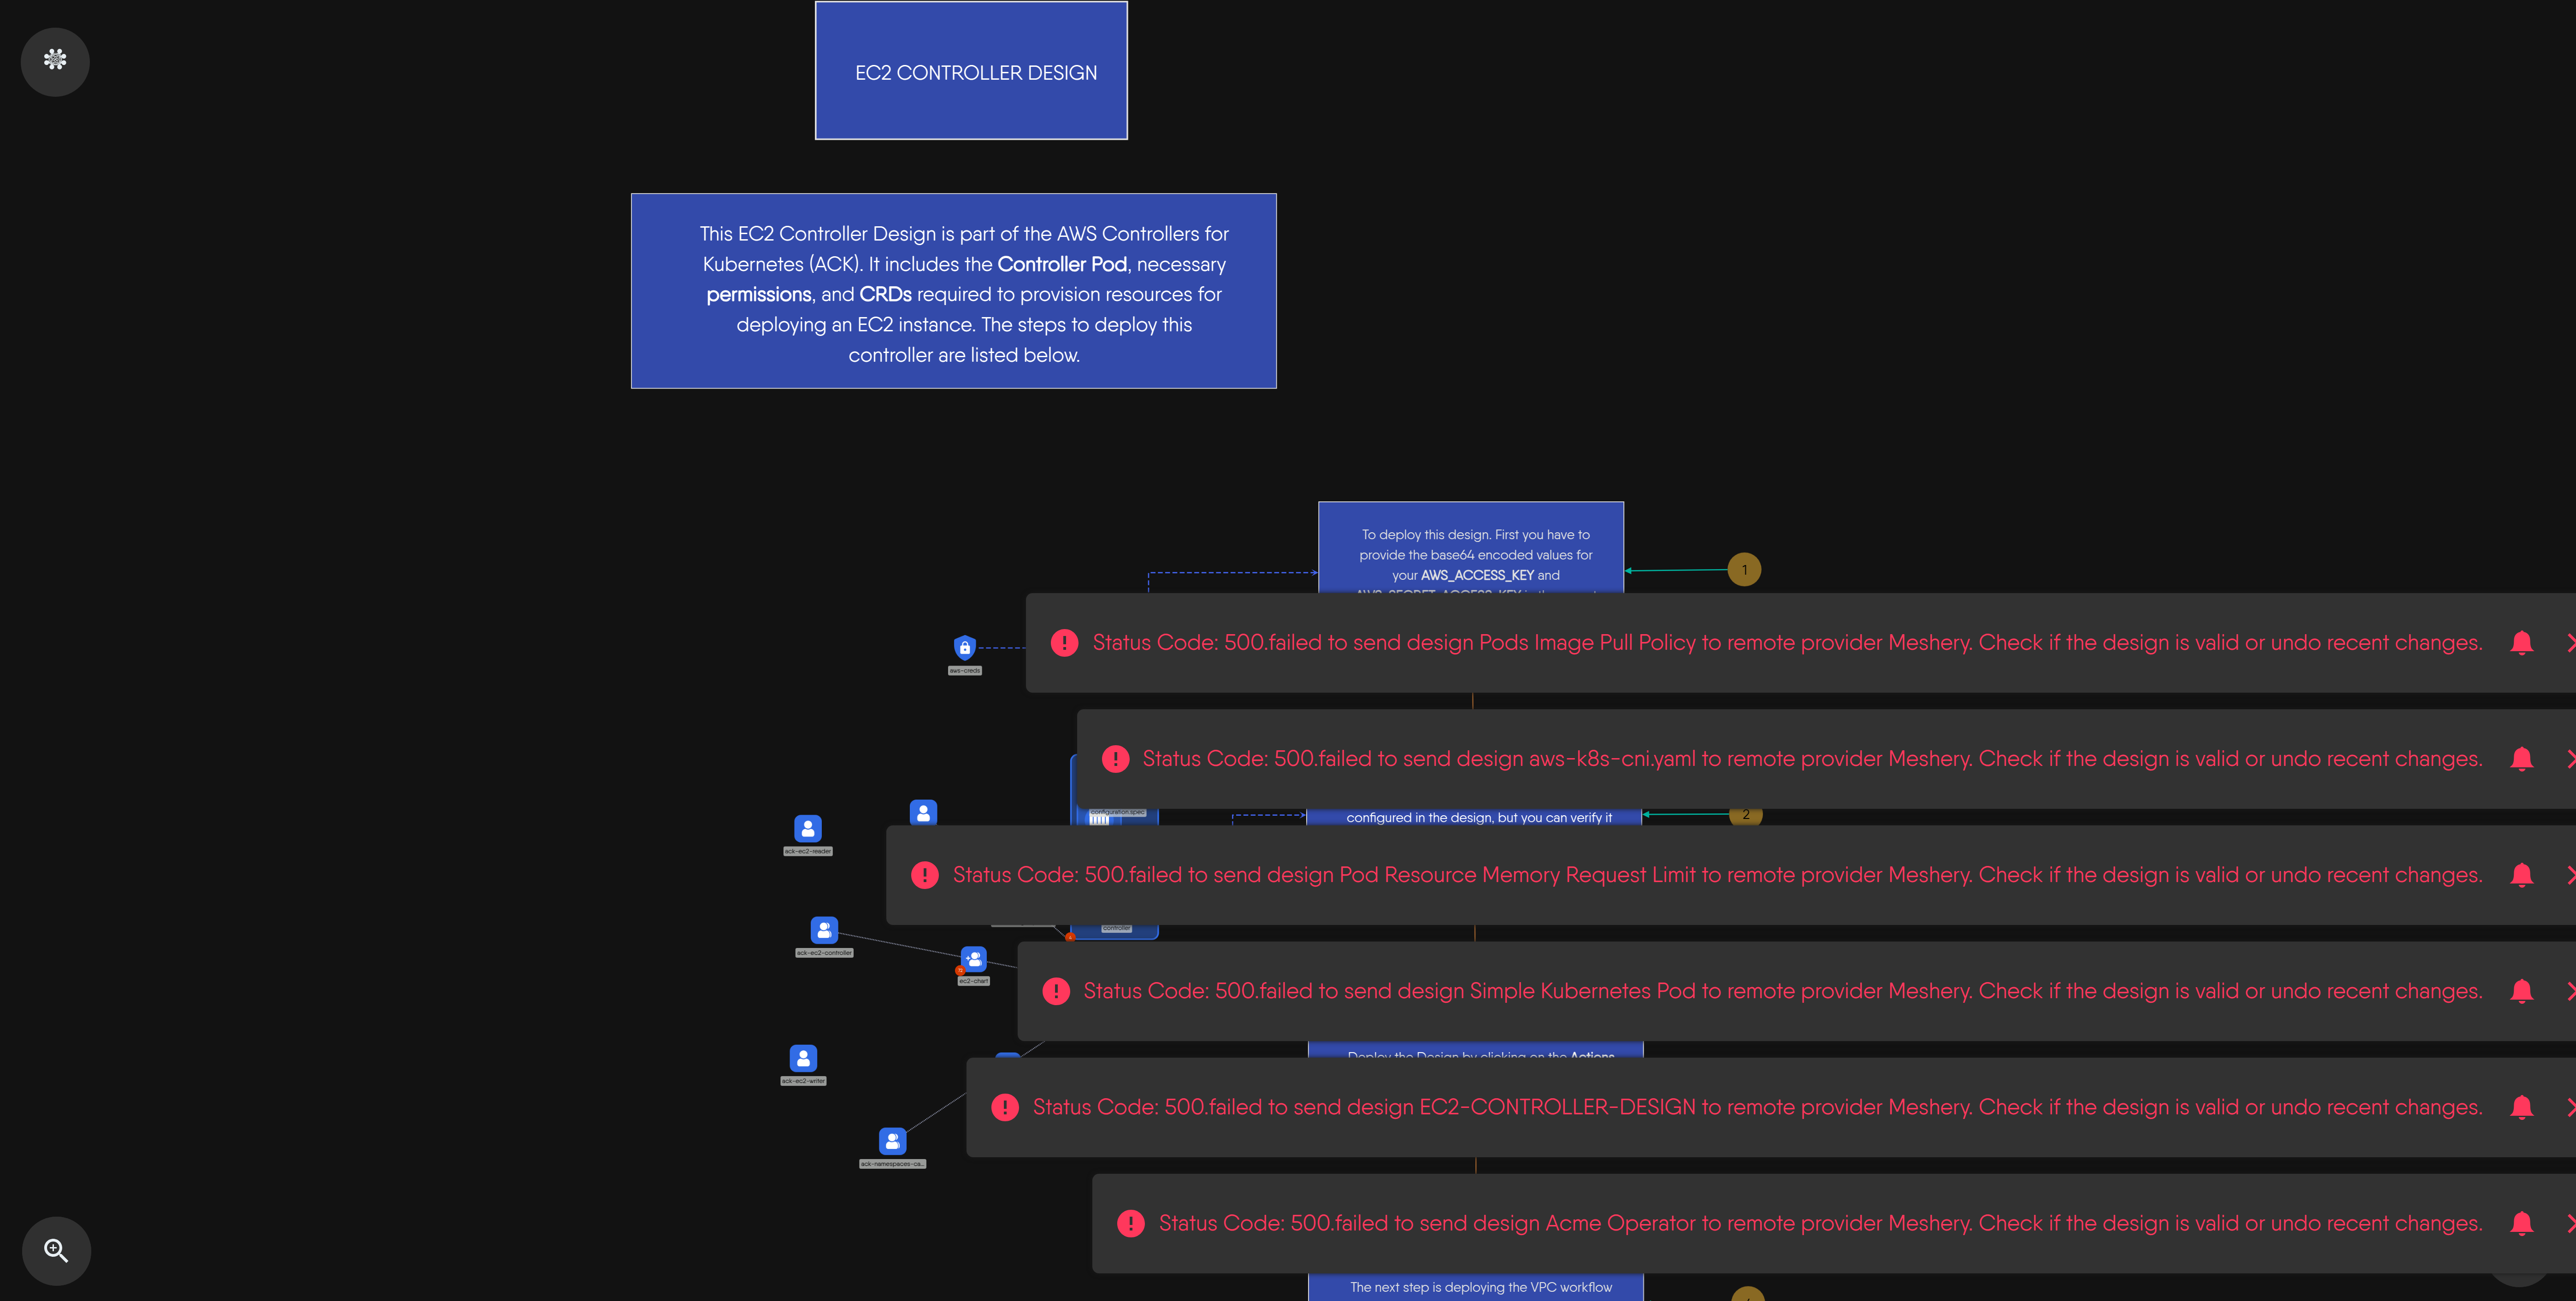 EC2 CONTROLLER DESIGN
This EC2 Controller Design is part of the AWS Controllers for
Kubernetes (ACK). It includes the Controller Pod, necessary
permissions, and CRDs required to provision resources for
deploying an EC2 instance. The steps to deploy this
controller are listed below.
To deploy this design. First you have to
provide the base64 encoded values for
your AWS_ACCESS_KEY and
1
Status Code: 500.failed to send design Pods Image Pull Policy to remote provider Meshery. Check if the design is valid or undo recent changes.
aws-creds
Status Code: 500.failed to send design aws-k8s-cni.yaml to remote provider Meshery. Check if the design is valid or undo recent changes.
configuration.spec
configured in the design, but you can verify it
2
ack-ec2-reader
Status Code: 500.failed to send design Pod Resource Memory Request Limit to remote provider Meshery. Check if the design is valid or undo recent changes.
controller
ack-ec2-controller
ec2-chart
Status Code: 500.failed to send design Simple Kubernetes Pod to remote provider Meshery. Check if the design is valid or undo recent changes.
Deploy the Design by clicking on the Actions
ack-ec2-writer
Status Code: 500.failed to send design EC2-CONTROLLER-DESIGN to remote provider Meshery. Check if the design is valid or undo recent changes.
ack-namespaces-ca...
Status Code: 500.failed to send design Acme Operator to remote provider Meshery. Check if the design is valid or undo recent changes.
The next step is deploying the VPC workflow